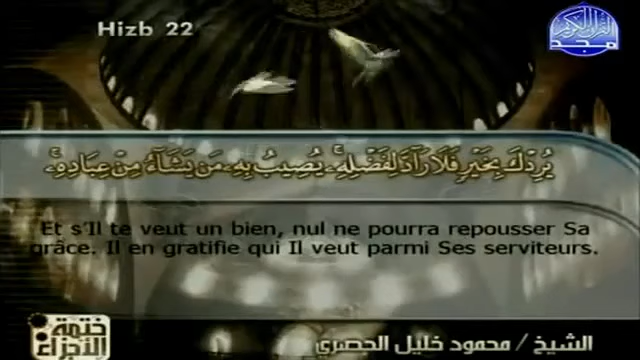 Hizb 22
القرآن الكريم
مجد
يُرِدْكَ بِخَيْرٍ فَلَا رَآدَّ لِفَضْلِهِۦۚ يُصِيبُ بِهِۦ مَن يَشَآءُ مِنْ عِبَادِهِۦۚ
Et s'Il te veut un bien, nul ne pourra repousser Sa
grâce. Il en gratifie qui Il veut parmi Ses serviteurs.
ختمة
الأجزاء
الشيخ / محمود خليل الحصري